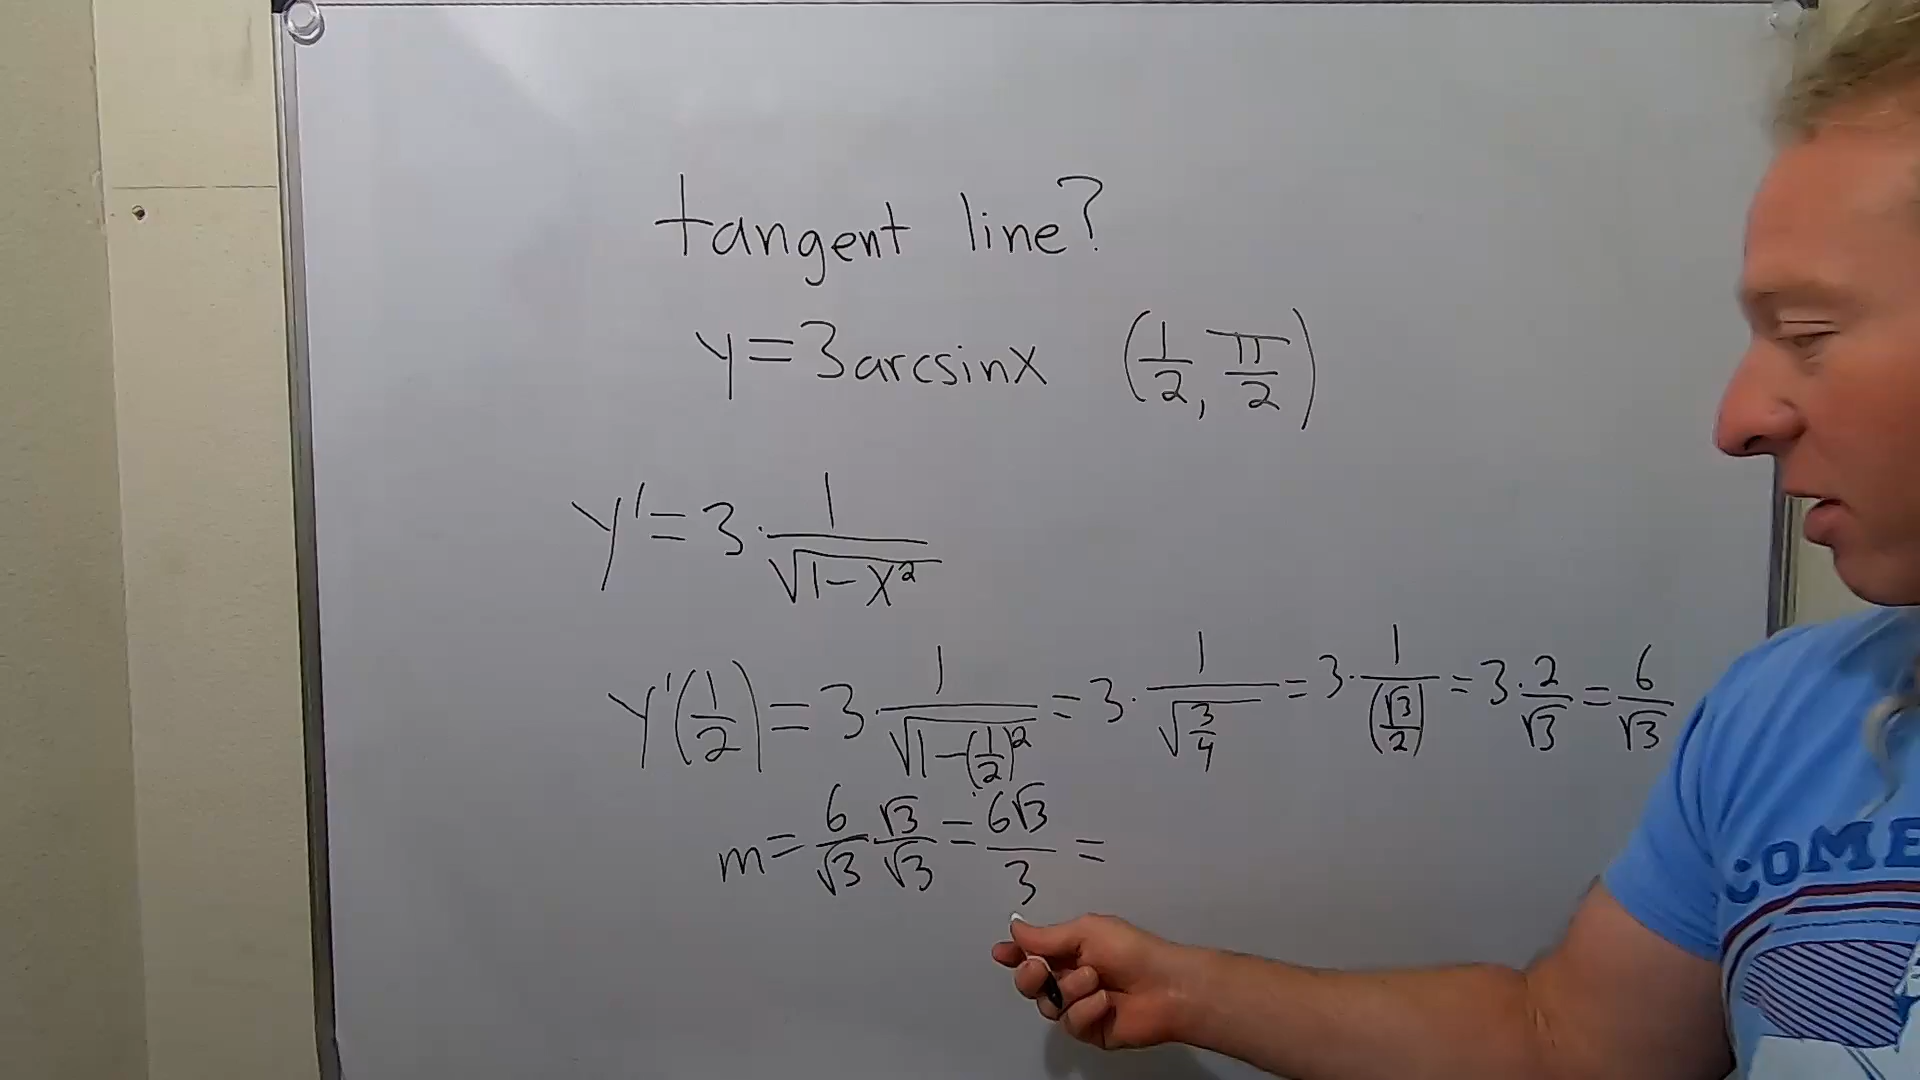 tangent line?
y=3arcsinx (1/2, π/2)
y'=3·1/√(1-x²)
y'(1/2)=3·1/√(1-(1/2)²)=3·1/√(3/4)=3·1/(√3/2)=3·2/√3=6/√3
m=6/√3·√3/√3=6√3/3=